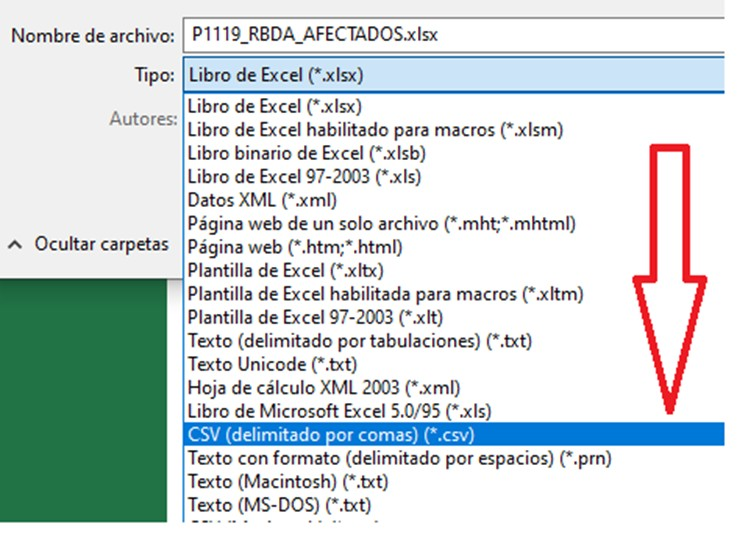 Nombre de archivo: P1119_RBDA_AFECTADOS.xlsx
Tipo: Libro de Excel (*.xlsx)
Autores:
Libro de Excel (*.xlsx)
Libro de Excel habilitado para macros (*.xlsm)
Libro binario de Excel (*.xlsb)
Libro de Excel 97-2003 (*.xls)
Datos XML (*.xml)
Página web de un solo archivo (*.mht;*.mhtml)
Ocultar carpetas
Página web (*.htm;*.html)
Plantilla de Excel (*.xltx)
Plantilla de Excel habilitada para macros (*.xltm)
Plantilla de Excel 97-2003 (*.xlt)
Texto (delimitado por tabulaciones) (*.txt)
Texto Unicode (*.txt)
Hoja de cálculo XML 2003 (*.xml)
Libro de Microsoft Excel 5.0/95 (*.xls)
CSV (delimitado por comas) (*.csv)
Texto con formato (delimitado por espacios) (*.prn)
Texto (Macintosh) (*.txt)
Texto (MS-DOS) (*.txt)